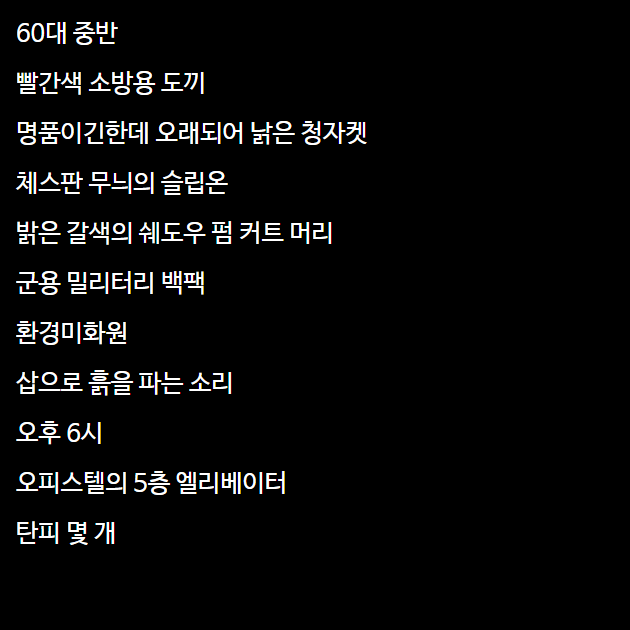 60대 중반
빨간색 소방용 도끼
명품이긴한데 오래되어 낡은 청자켓
체스판 무늬의 슬립온
밝은 갈색의 쉐도우 펌 커트 머리
군용 밀리터리 백팩
환경미화원
삽으로 흙을 파는 소리
오후 6시
오피스텔의 5층 엘리베이터
탄피 몇 개